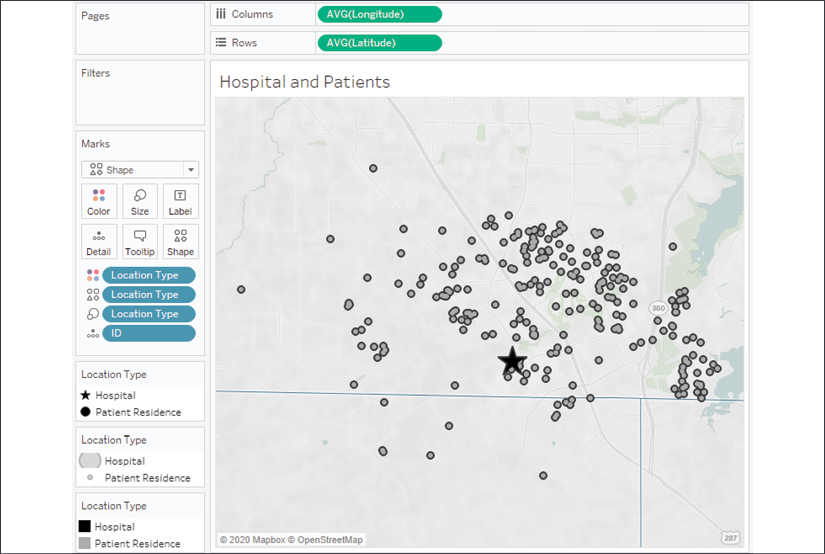 Pages
Columns
AVG(Longitude)
Rows
AVG(Latitude)
Filters
Hospital and Patients
Marks
Shape
Color
Size
Label
Detail
Tooltip
Shape
Location Type
Location Type
Location Type
ID
Location Type
Hospital
Patient Residence
Location Type
Hospital
Patient Residence
Location Type
Hospital
Patient Residence
360
287
© 2020 Mapbox © OpenStreetMap